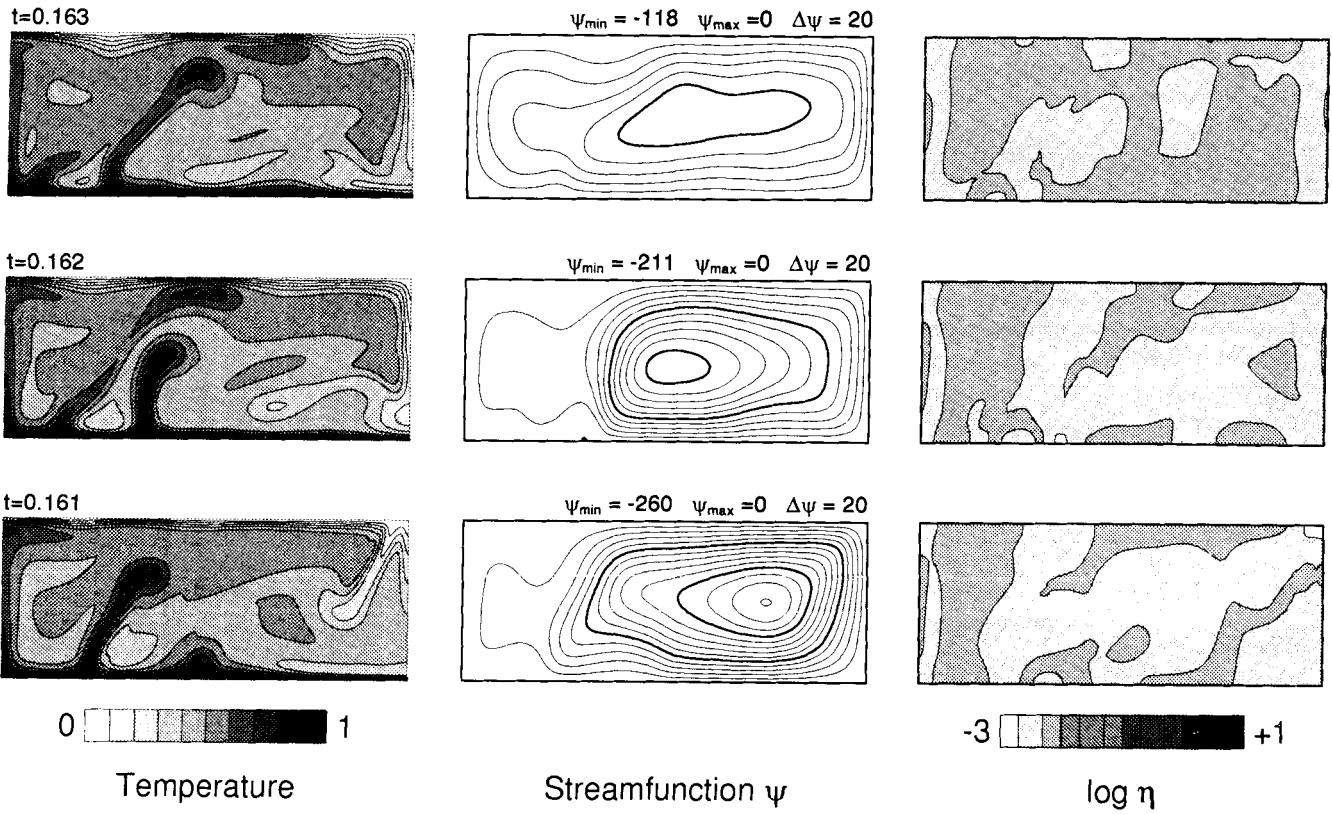 t=0.163
ψmin = -118 ψmax =0 Δψ = 20
t=0.162
ψmin = -211 ψmax =0 Δψ = 20
t=0.161
ψmin = -260 ψmax =0 Δψ = 20
0 1
-3 +1
Temperature
Streamfunction ψ
log η